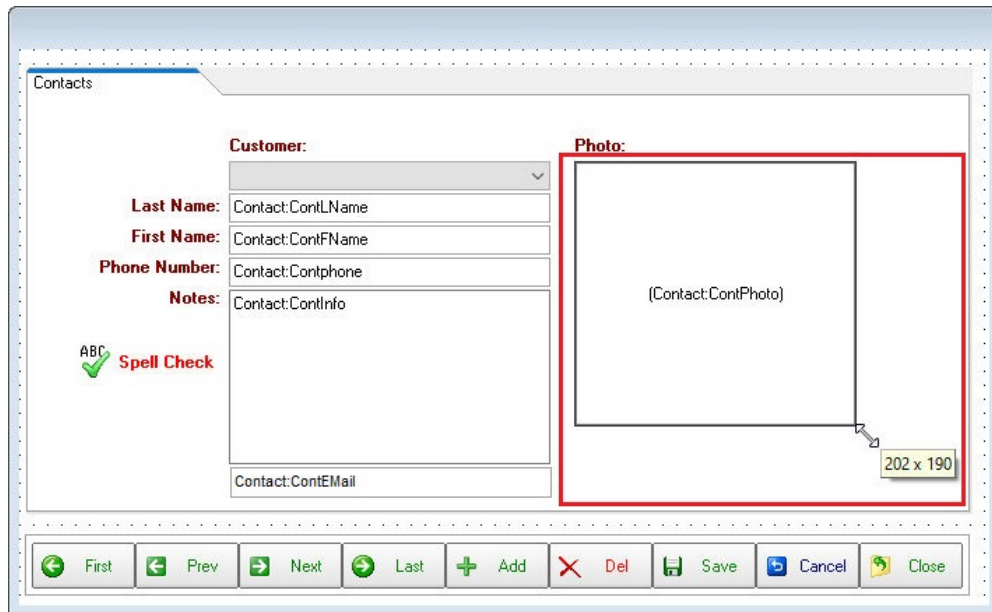 Contacts
Customer:
Photo:
Last Name: Contact:ContLName
First Name: Contact:ContFName
Phone Number: Contact:Contphone
Notes: Contact:ContInfo
(Contact:ContPhoto)
ABC Spell Check
202 x 190
Contact:ContEMail
First Prev Next Last Add Del Save Cancel Close